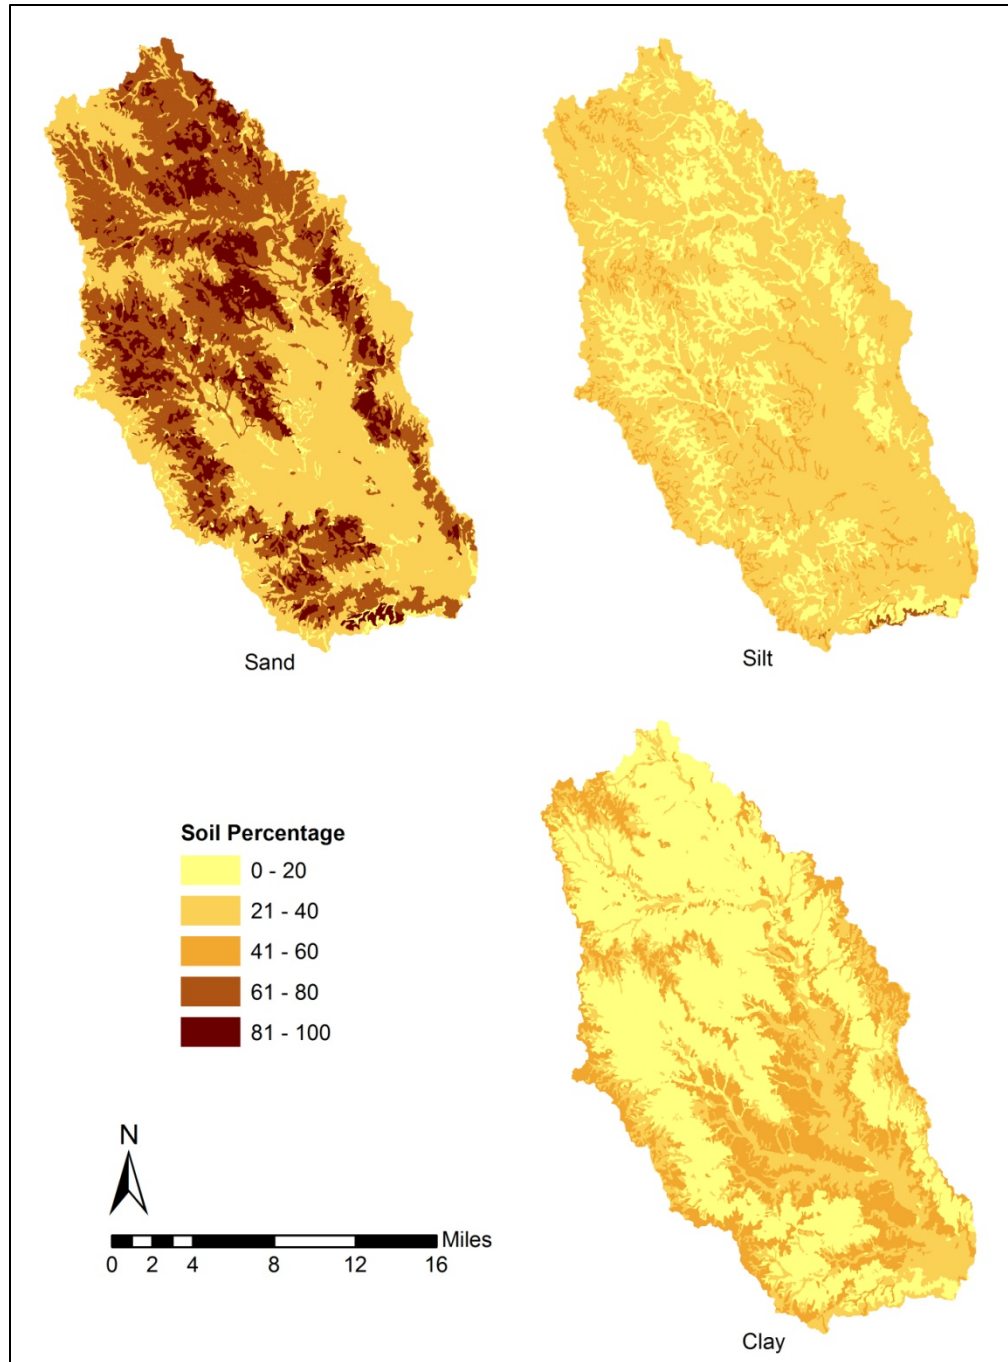 Sand
Silt
Soil Percentage
0 - 20
21 - 40
41 - 60
61 - 80
81 - 100
N
Miles
0 2 4 8 12 16
Clay